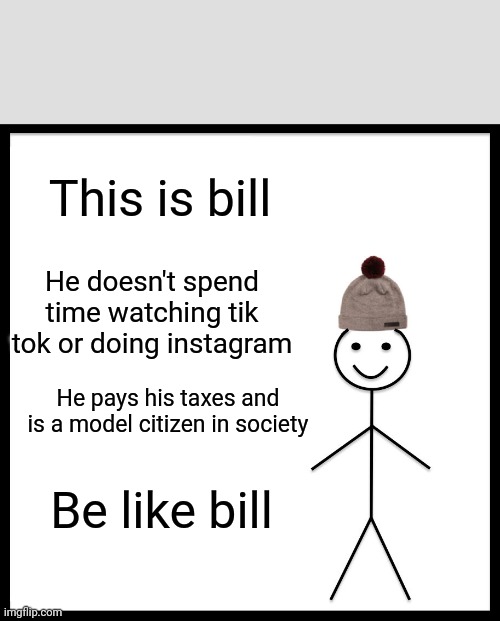 This is bill
He doesn't spend
time watching tik
tok or doing instagram
He pays his taxes and
is a model citizen in society
Be like bill
imgflip.com